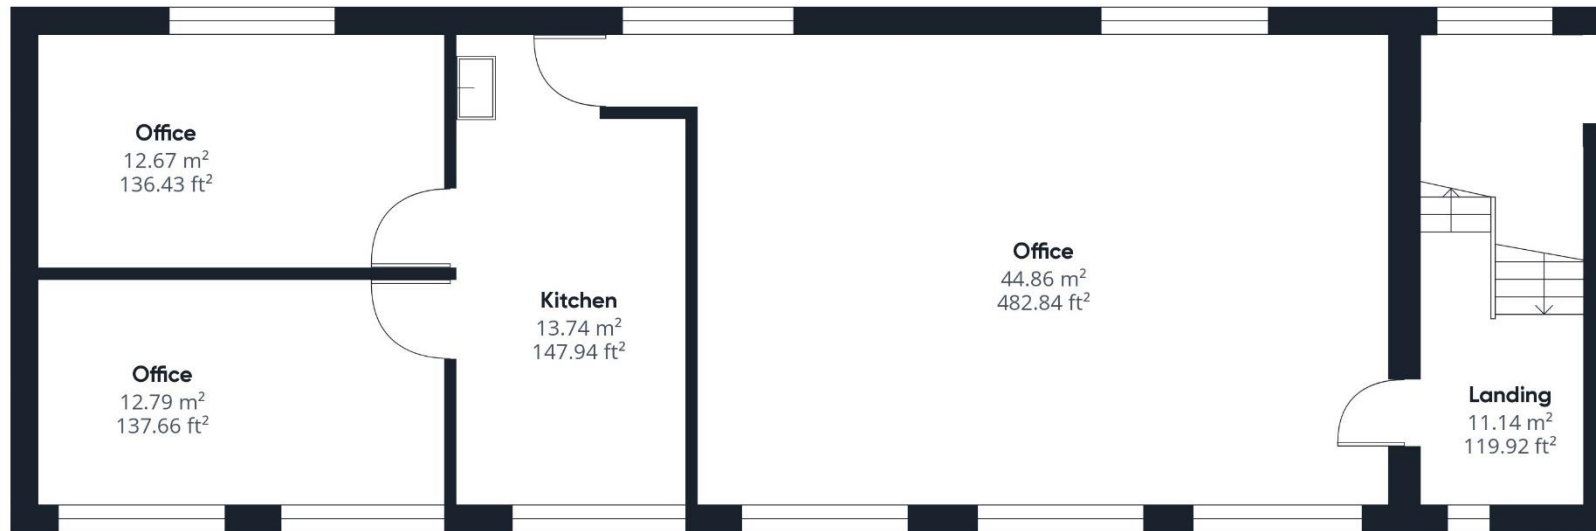 Office
12.67 m²
136.43 ft²
Office
12.79 m²
137.66 ft²
Kitchen
13.74 m²
147.94 ft²
Office
44.86 m²
482.84 ft²
Landing
11.14 m²
119.92 ft²